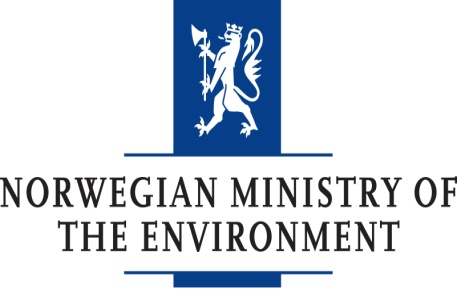 NORWEGIAN MINISTRY OF
THE ENVIRONMENT